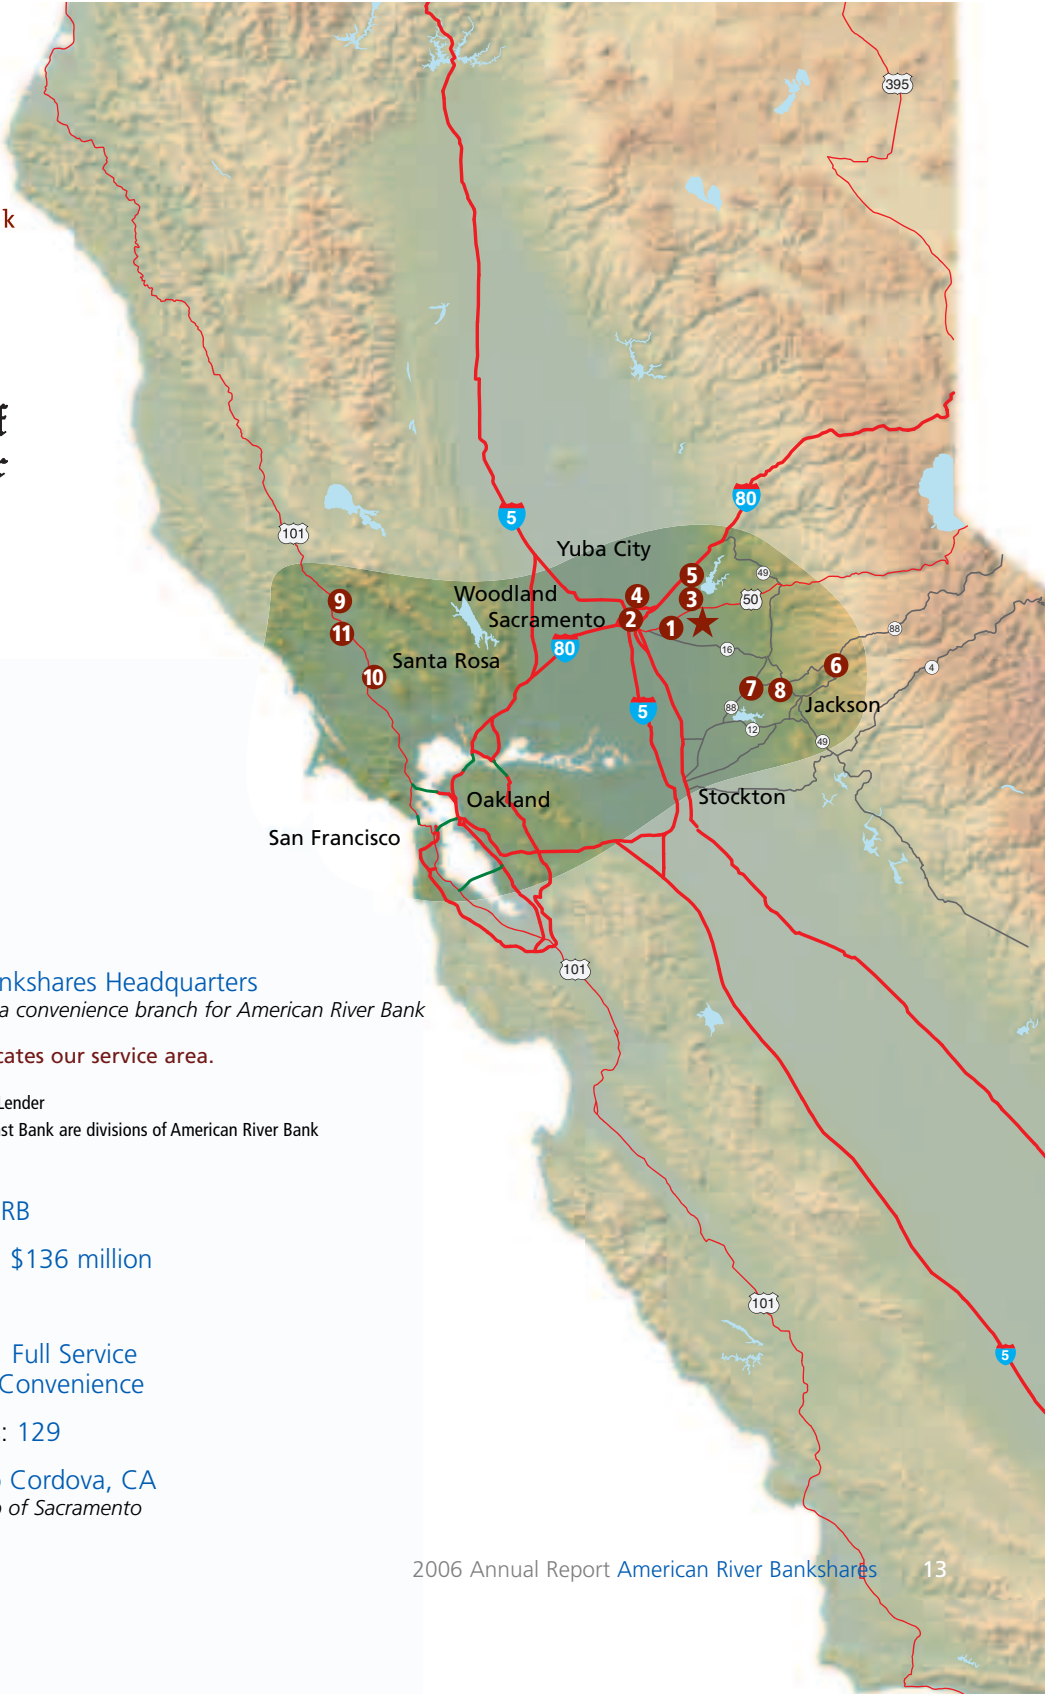 395
k
f
r
5
80
101
Yuba City
5
49
Woodland
4
3
50
9
Sacramento
2
1
88
11
80
16
Santa Rosa
6
4
10
7
8
5
88
Jackson
12
49
Oakland
Stockton
San Francisco
101
nkshares Headquarters
a convenience branch for American River Bank
cates our service area.
Lender
st Bank are divisions of American River Bank
RB
$136 million
101
Full Service
5
Convenience
: 129
Cordova, CA
of Sacramento
2006 Annual Report American River Bankshares 13